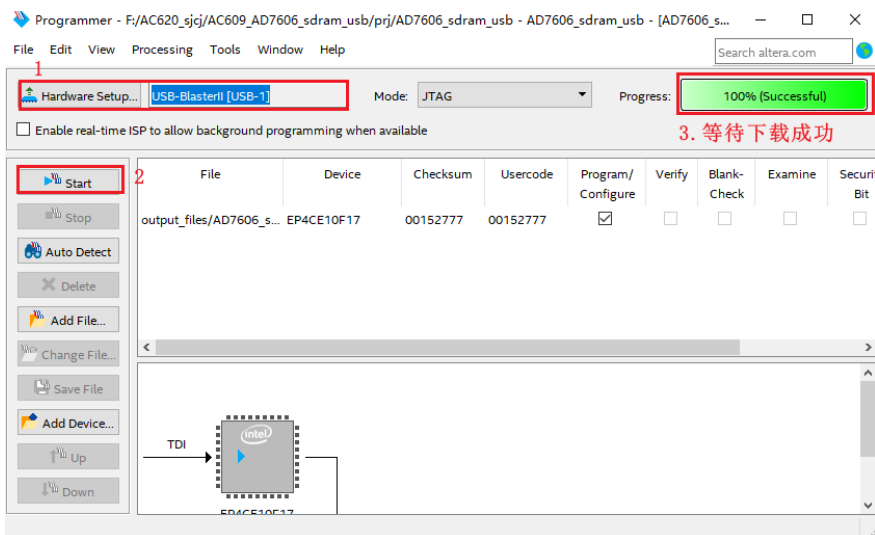 Programmer - F:/AC620_sjcj/AC609_AD7606_sdram_usb/prj/AD7606_sdram_usb - AD7606_sdram_usb - [AD7606_s...
File Edit View Processing Tools Window Help
Search altera.com
1
Hardware Setup... USB-BlasterII [USB-1] Mode: JTAG Progress: 100% (Successful)
Enable real-time ISP to allow background programming when available
3. 等待下载成功
Start
2
Stop
Auto Detect
Delete
Add File...
Change File...
Save File
Add Device...
Up
Down
File Device Checksum Usercode Program/ Verify Blank- Examine Securi
Configure Check Bit
output_files/AD7606_s... EP4CE10F17 00152777 00152777
TDI
intel
EP4CE10F17